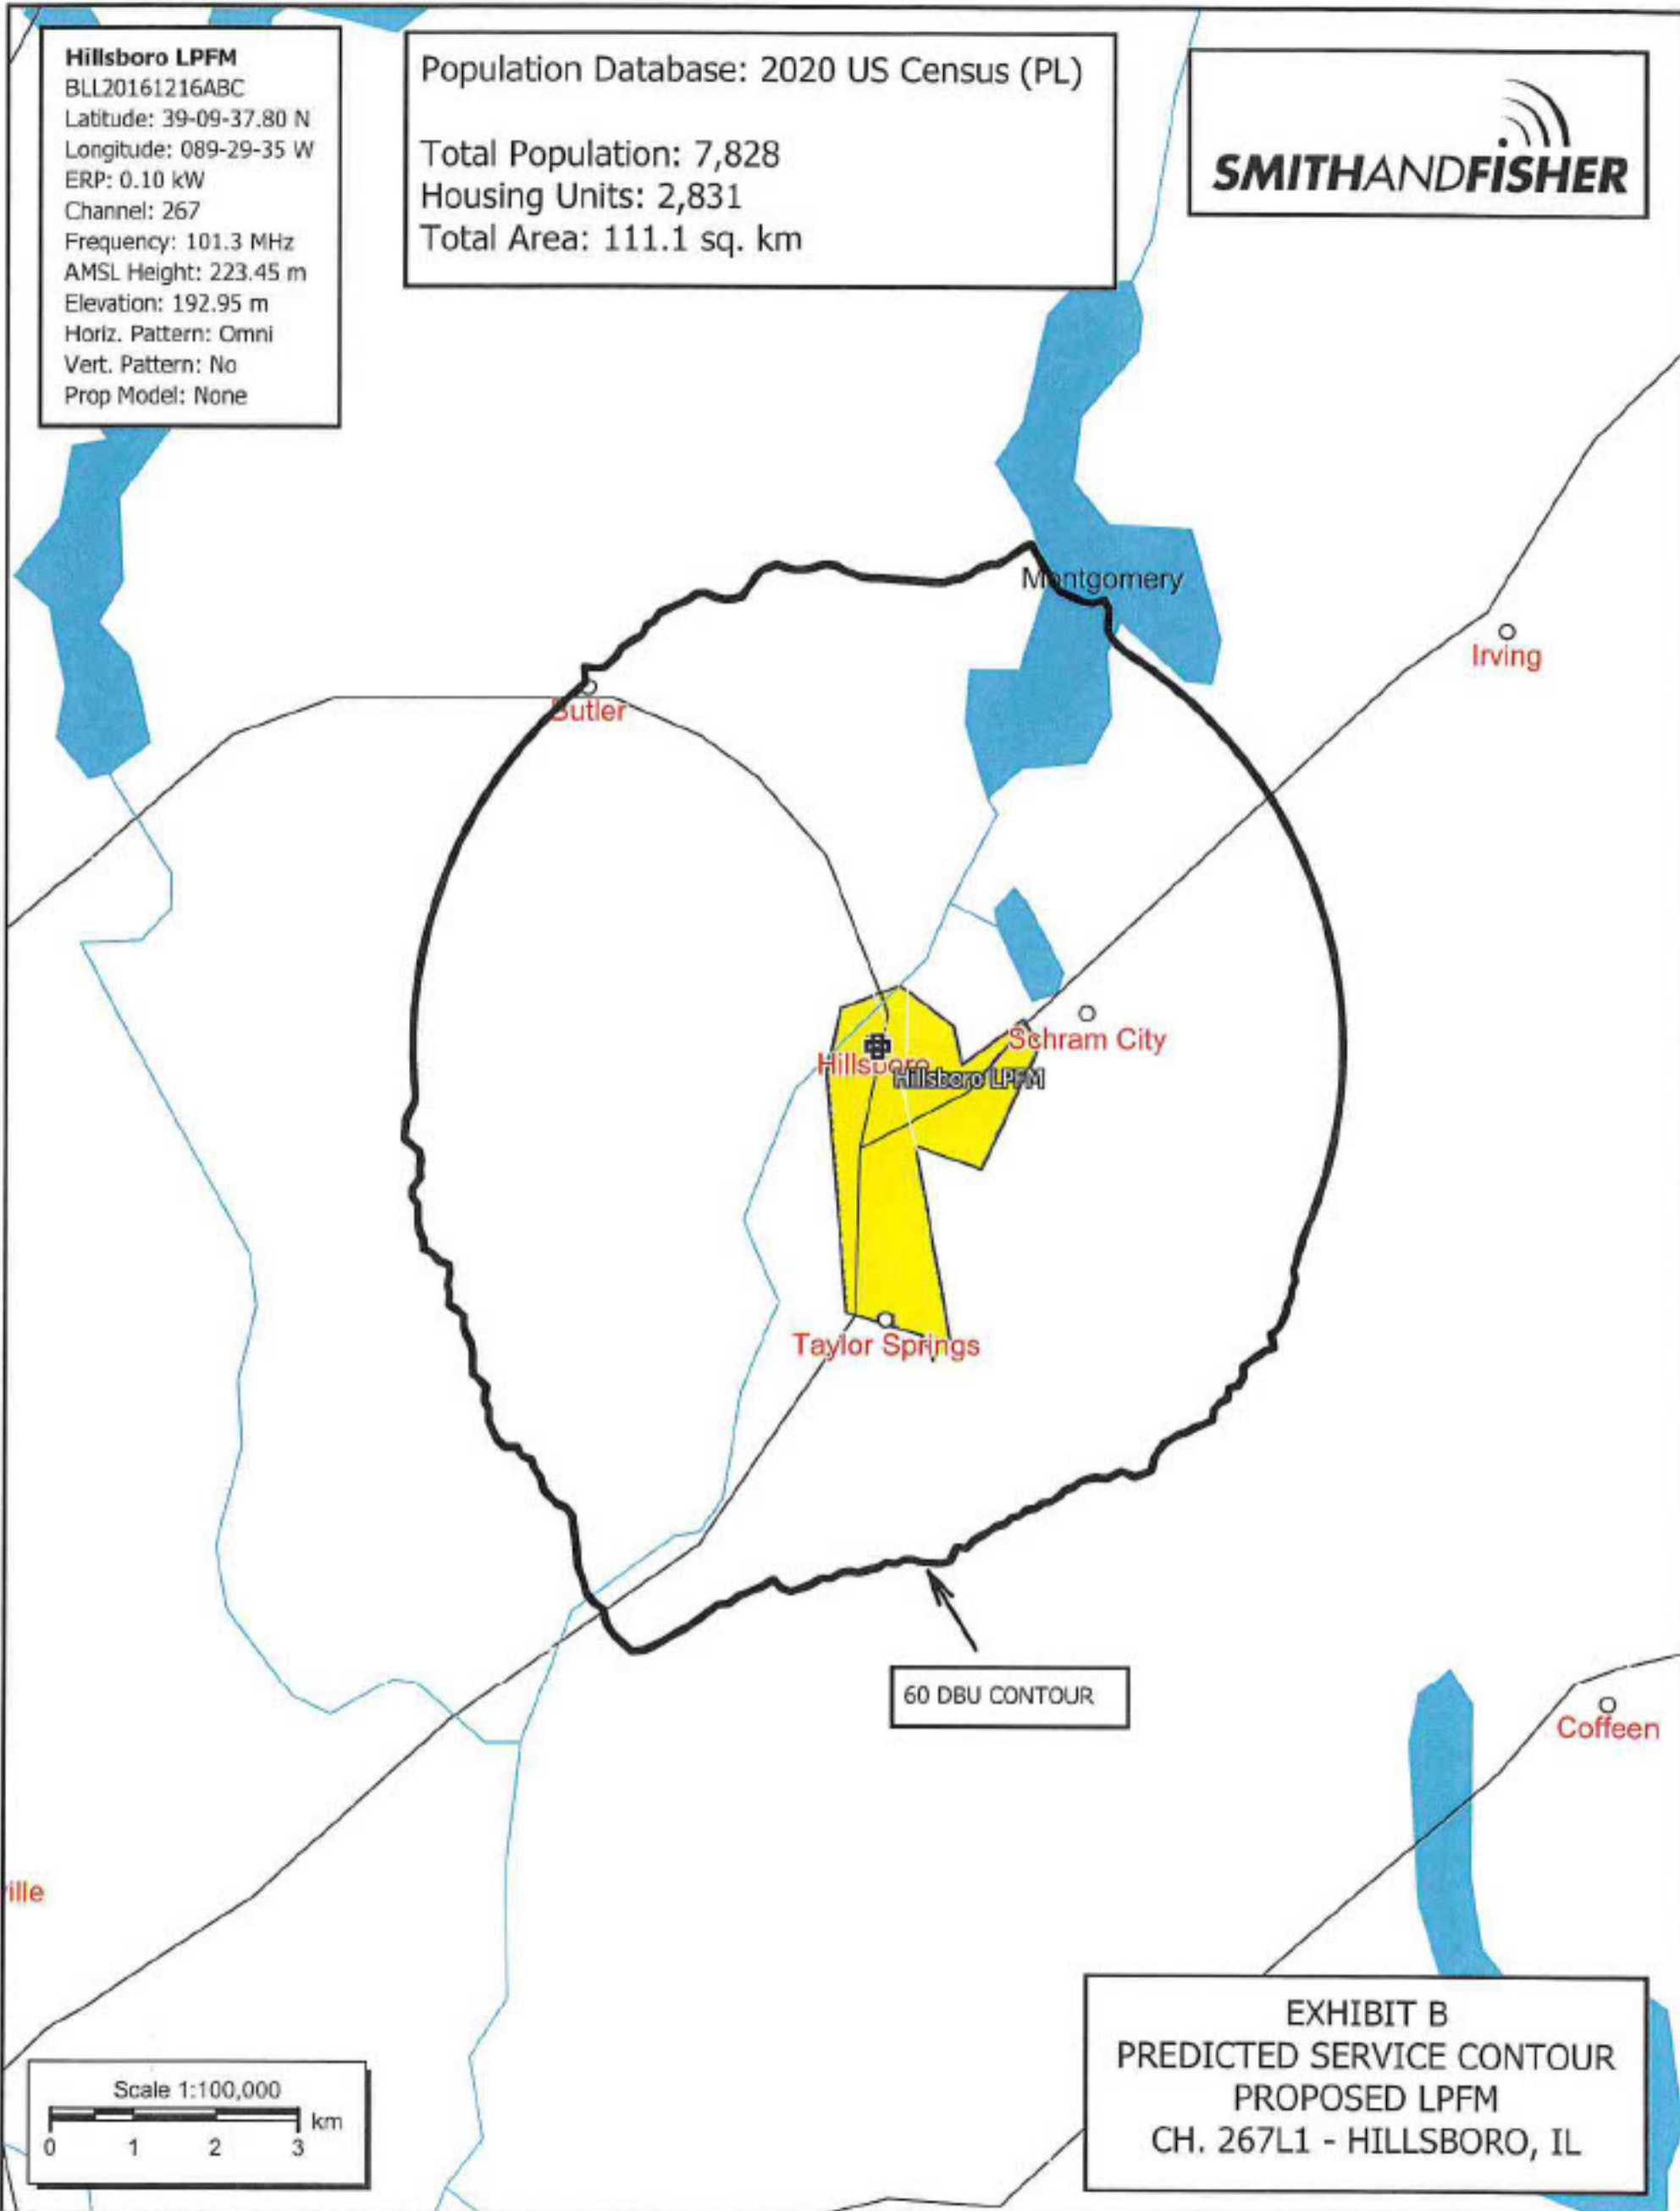 Hillsboro LPFM
BLL20161216ABC
Latitude: 39-09-37.80 N
Longitude: 089-29-35 W
ERP: 0.10 kW
Channel: 267
Frequency: 101.3 MHz
AMSL Height: 223.45 m
Elevation: 192.95 m
Horiz. Pattern: Omni
Vert. Pattern: No
Prop Model: None
Population Database: 2020 US Census (PL)
Total Population: 7,828
Housing Units: 2,831
Total Area: 111.1 sq. km
SMITHANDFISHER
Montgomery
Irving
Butler
Schram City
Hillsboro
Hillsboro LPFM
Taylor Springs
60 DBU CONTOUR
Coffeen
ville
EXHIBIT B
PREDICTED SERVICE CONTOUR
PROPOSED LPFM
CH. 267L1 - HILLSBORO, IL
Scale 1:100,000
km
0 1 2 3